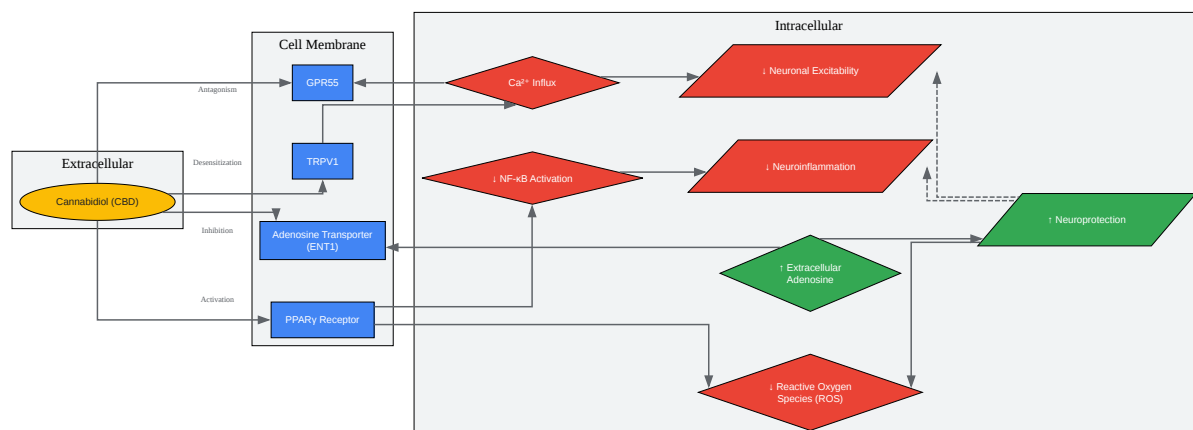 Intracellular
Cell Membrane
GPR55
Ca²⁺ Influx
↓ Neuronal Excitability
Antagonism
Extracellular
Desensitization
TRPV1
↓ NF-κB Activation
↓ Neuroinflammation
Cannabidiol (CBD)
Inhibition
Adenosine Transporter
(ENT1)
↑ Neuroprotection
↑ Extracellular
Adenosine
Activation
PPARγ Receptor
↓ Reactive Oxygen
Species (ROS)